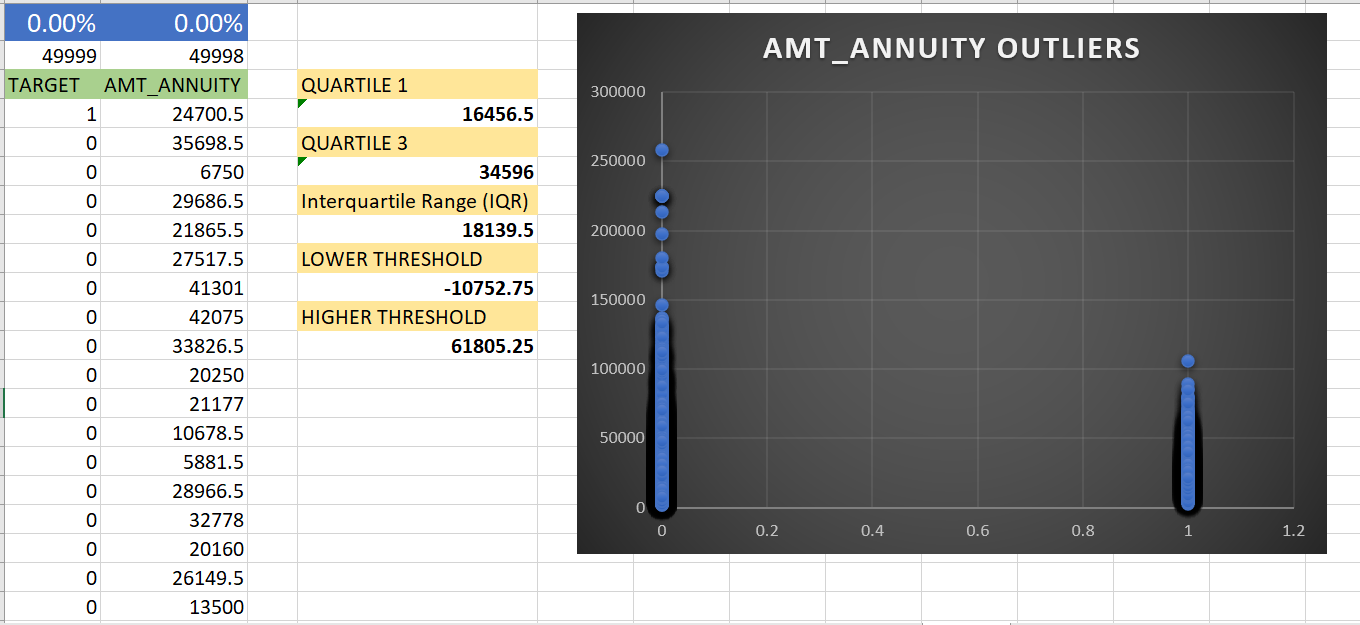 0.00% 0.00%
49999 49998
TARGET AMT_ANNUITY QUARTILE 1
1 24700.5 16456.5
0 35698.5 QUARTILE 3
0 6750 34596
0 29686.5 Interquartile Range (IQR)
0 21865.5 18139.5
0 27517.5 LOWER THRESHOLD
0 41301 -10752.75
0 42075 HIGHER THRESHOLD
0 33826.5 61805.25
0 20250
0 21177
0 10678.5
0 5881.5
0 28966.5
0 32778
0 20160
0 26149.5
0 13500
AMT_ANNUITY OUTLIERS
300000
250000
200000
150000
100000
50000
0
0 0.2 0.4 0.6 0.8 1 1.2